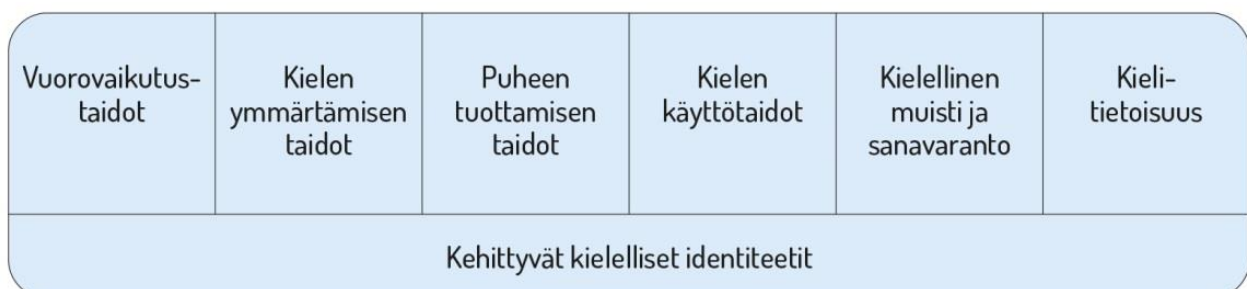 Vuorovaikutus-
taidot
Kielen
ymmärtämisen
taidot
Puheen
tuottamisen
taidot
Kielen
käyttötaidot
Kielellinen
muisti ja
sanavaranto
Kieli-
tietoisuus
Kehittyvät kielelliset identiteetit